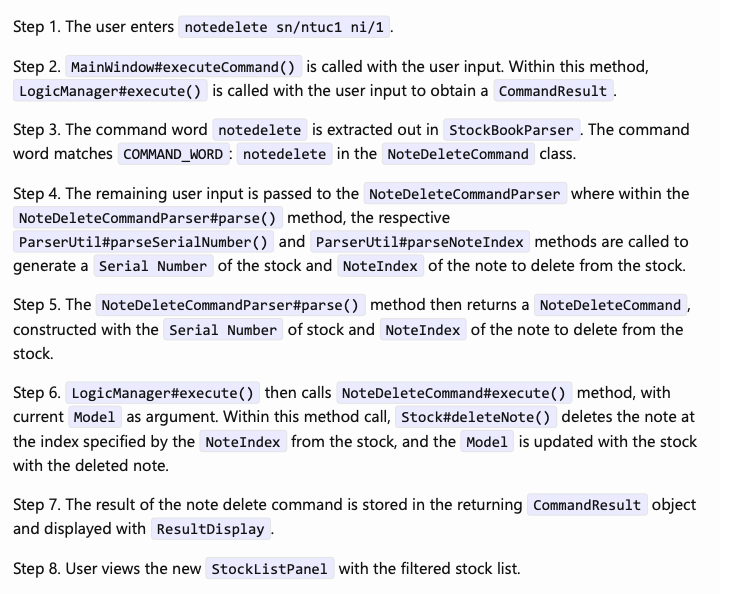 Step 1. The user enters notedelete sn/ntuc1 ni/1 .
Step 2. MainWindow#executeCommand() is called with the user input. Within this method,
LogicManager#execute() is called with the user input to obtain a CommandResult .
Step 3. The command word notedelete is extracted out in StockBookParser . The command
word matches COMMAND_WORD : notedelete in the NoteDeleteCommand class.
Step 4. The remaining user input is passed to the NoteDeleteCommandParser where within the
NoteDeleteCommandParser#parse() method, the respective
ParserUtil#parseSerialNumber() and ParserUtil#parseNoteIndex methods are called to
generate a Serial Number of the stock and NoteIndex of the note to delete from the stock.
Step 5. The NoteDeleteCommandParser#parse() method then returns a NoteDeleteCommand ,
constructed with the Serial Number of stock and NoteIndex of the note to delete from the
stock.
Step 6. LogicManager#execute() then calls NoteDeleteCommand#execute() method, with
current Model as argument. Within this method call, Stock#deleteNote() deletes the note at
the index specified by the NoteIndex from the stock, and the Model is updated with the stock
with the deleted note.
Step 7. The result of the note delete command is stored in the returning CommandResult object
and displayed with ResultDisplay .
Step 8. User views the new StockListPanel with the filtered stock list.